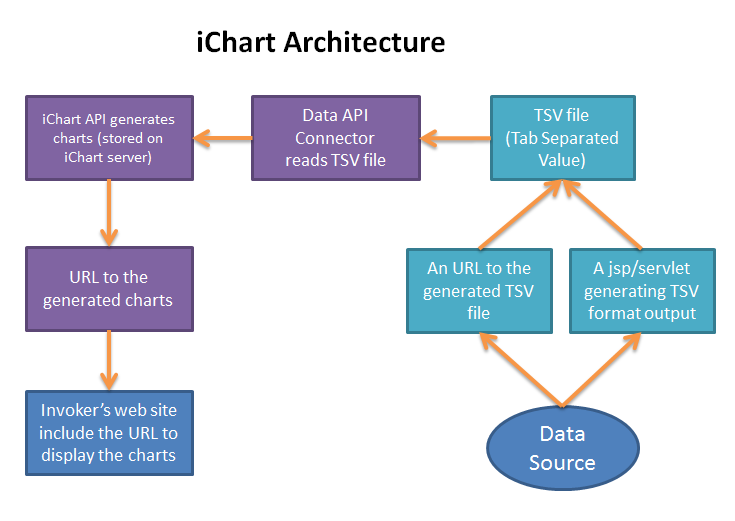 iChart Architecture
iChart API generates
charts (stored on
iChart server)
Data API
Connector
reads TSV file
TSV file
(Tab Separated
Value)
URL to the
generated charts
An URL to the
generated TSV
file
A jsp/servlet
generating TSV
format output
Invoker's web site
include the URL to
display the charts
Data
Source